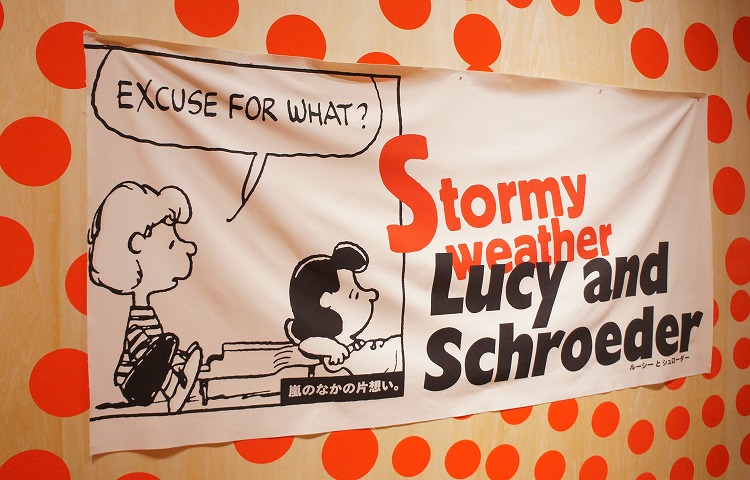 EXCUSE FOR WHAT?
嵐のなかの片想い。
Stormy
weather
Lucy and
Schroeder
ルーシー と シュローダー